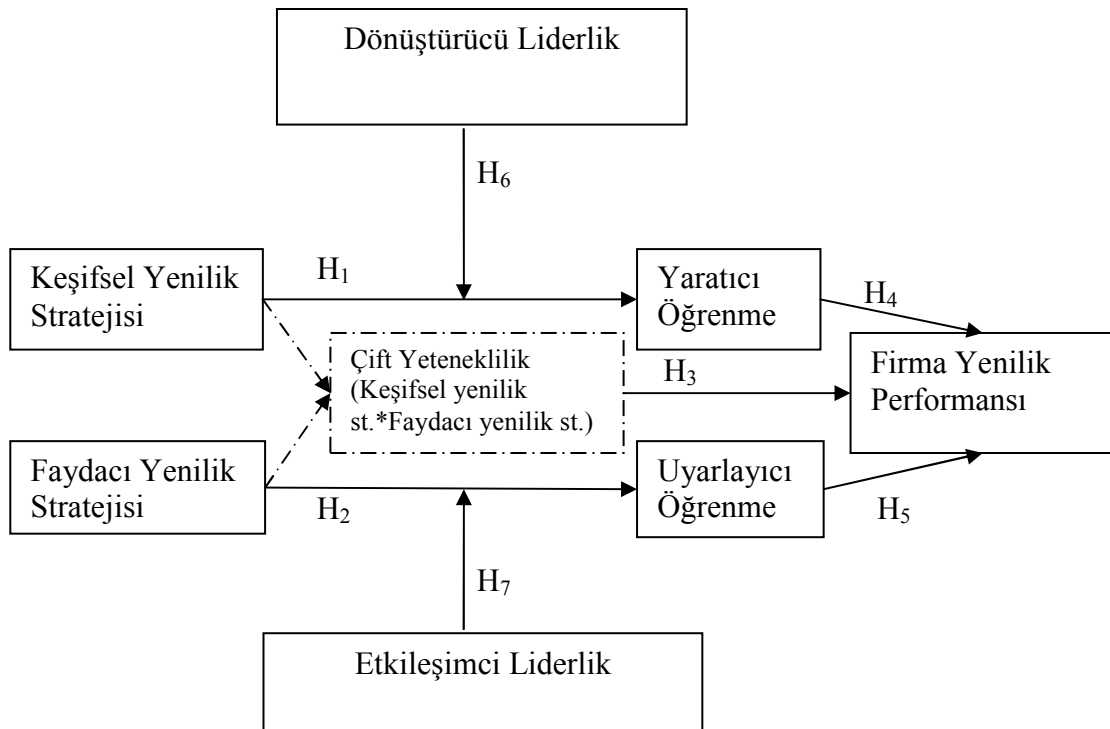 Dönüştürücü Liderlik
H6
Keşifsel Yenilik
Stratejisi
H1
Yaratıcı
Öğrenme
H4
Çift Yeteneklilik
(Keşifsel yenilik
st.*Faydacı yenilik st.)
H3
Firma Yenilik
Performansı
Faydacı Yenilik
Stratejisi
H2
Uyarlayıcı
Öğrenme
H5
H7
Etkileşimci Liderlik